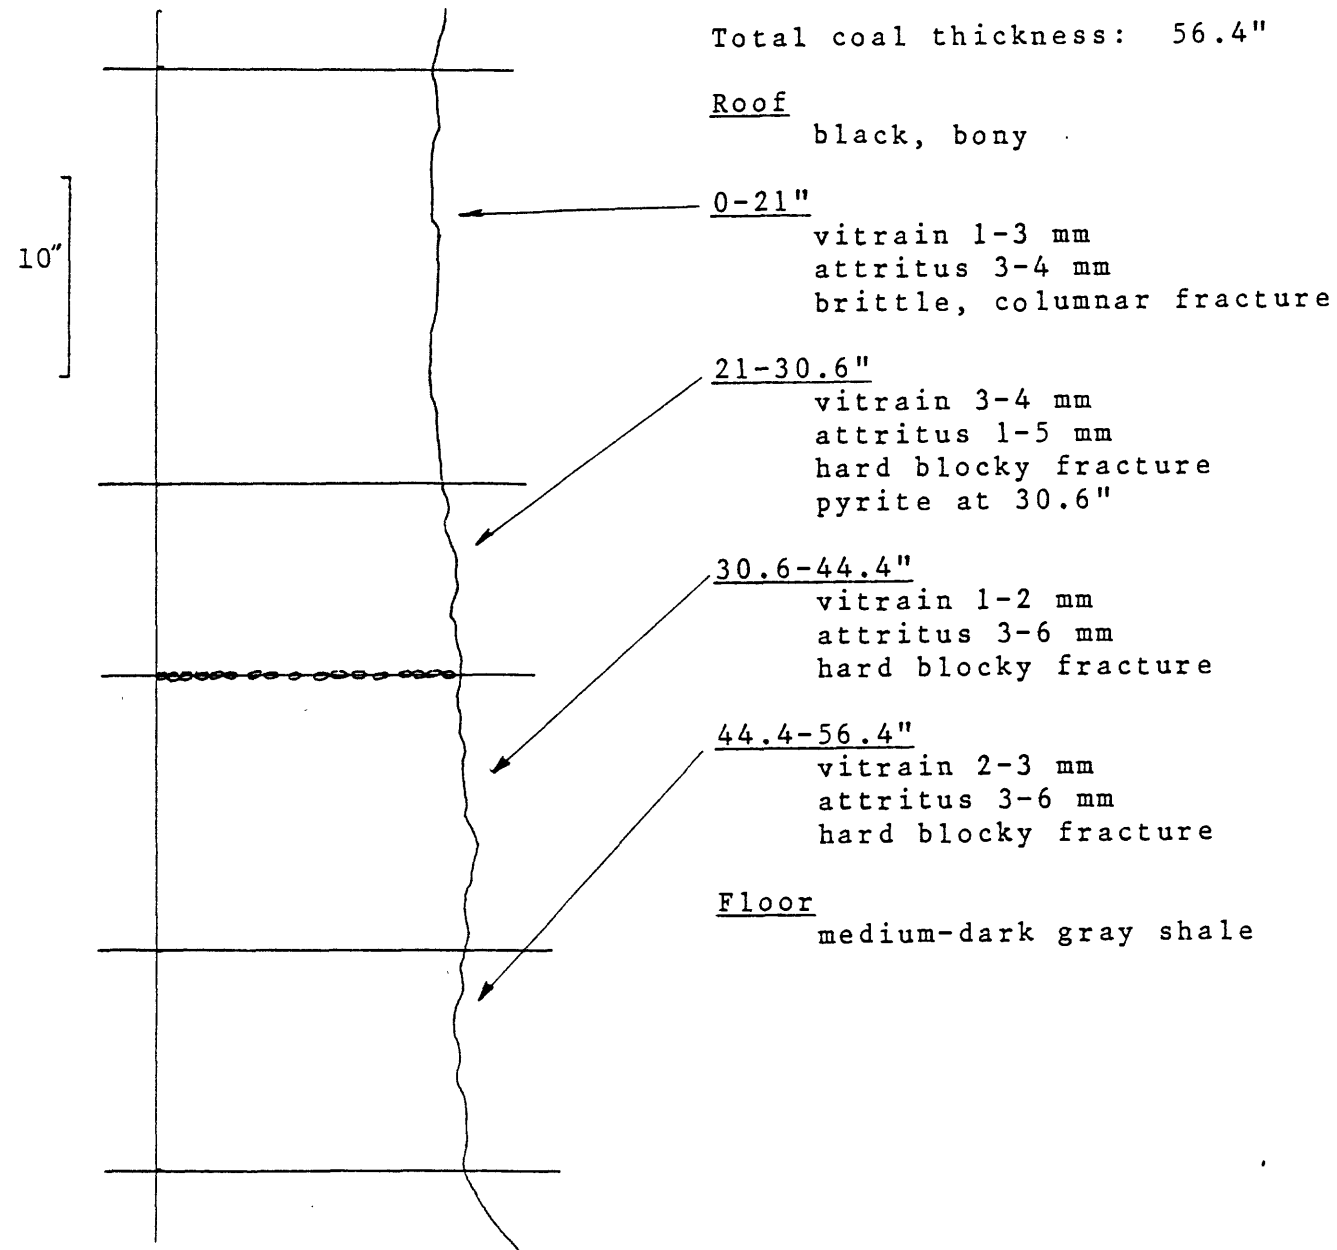 Total coal thickness: 56.4"
Roof
black, bony
10"
0-21"
vitrain 1-3 mm
attritus 3-4 mm
brittle, columnar fracture
21-30.6"
vitrain 3-4 mm
attritus 1-5 mm
hard blocky fracture
pyrite at 30.6"
30.6-44.4"
vitrain 1-2 mm
attritus 3-6 mm
hard blocky fracture
44.4-56.4"
vitrain 2-3 mm
attritus 3-6 mm
hard blocky fracture
Floor
medium-dark gray shale